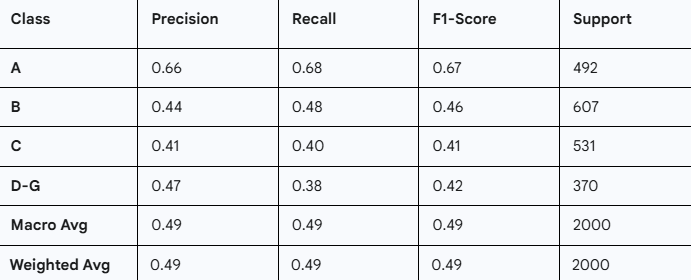 Class Precision Recall F1-Score Support
A 0.66 0.68 0.67 492
B 0.44 0.48 0.46 607
C 0.41 0.40 0.41 531
D-G 0.47 0.38 0.42 370
Macro Avg 0.49 0.49 0.49 2000
Weighted Avg 0.49 0.49 0.49 2000